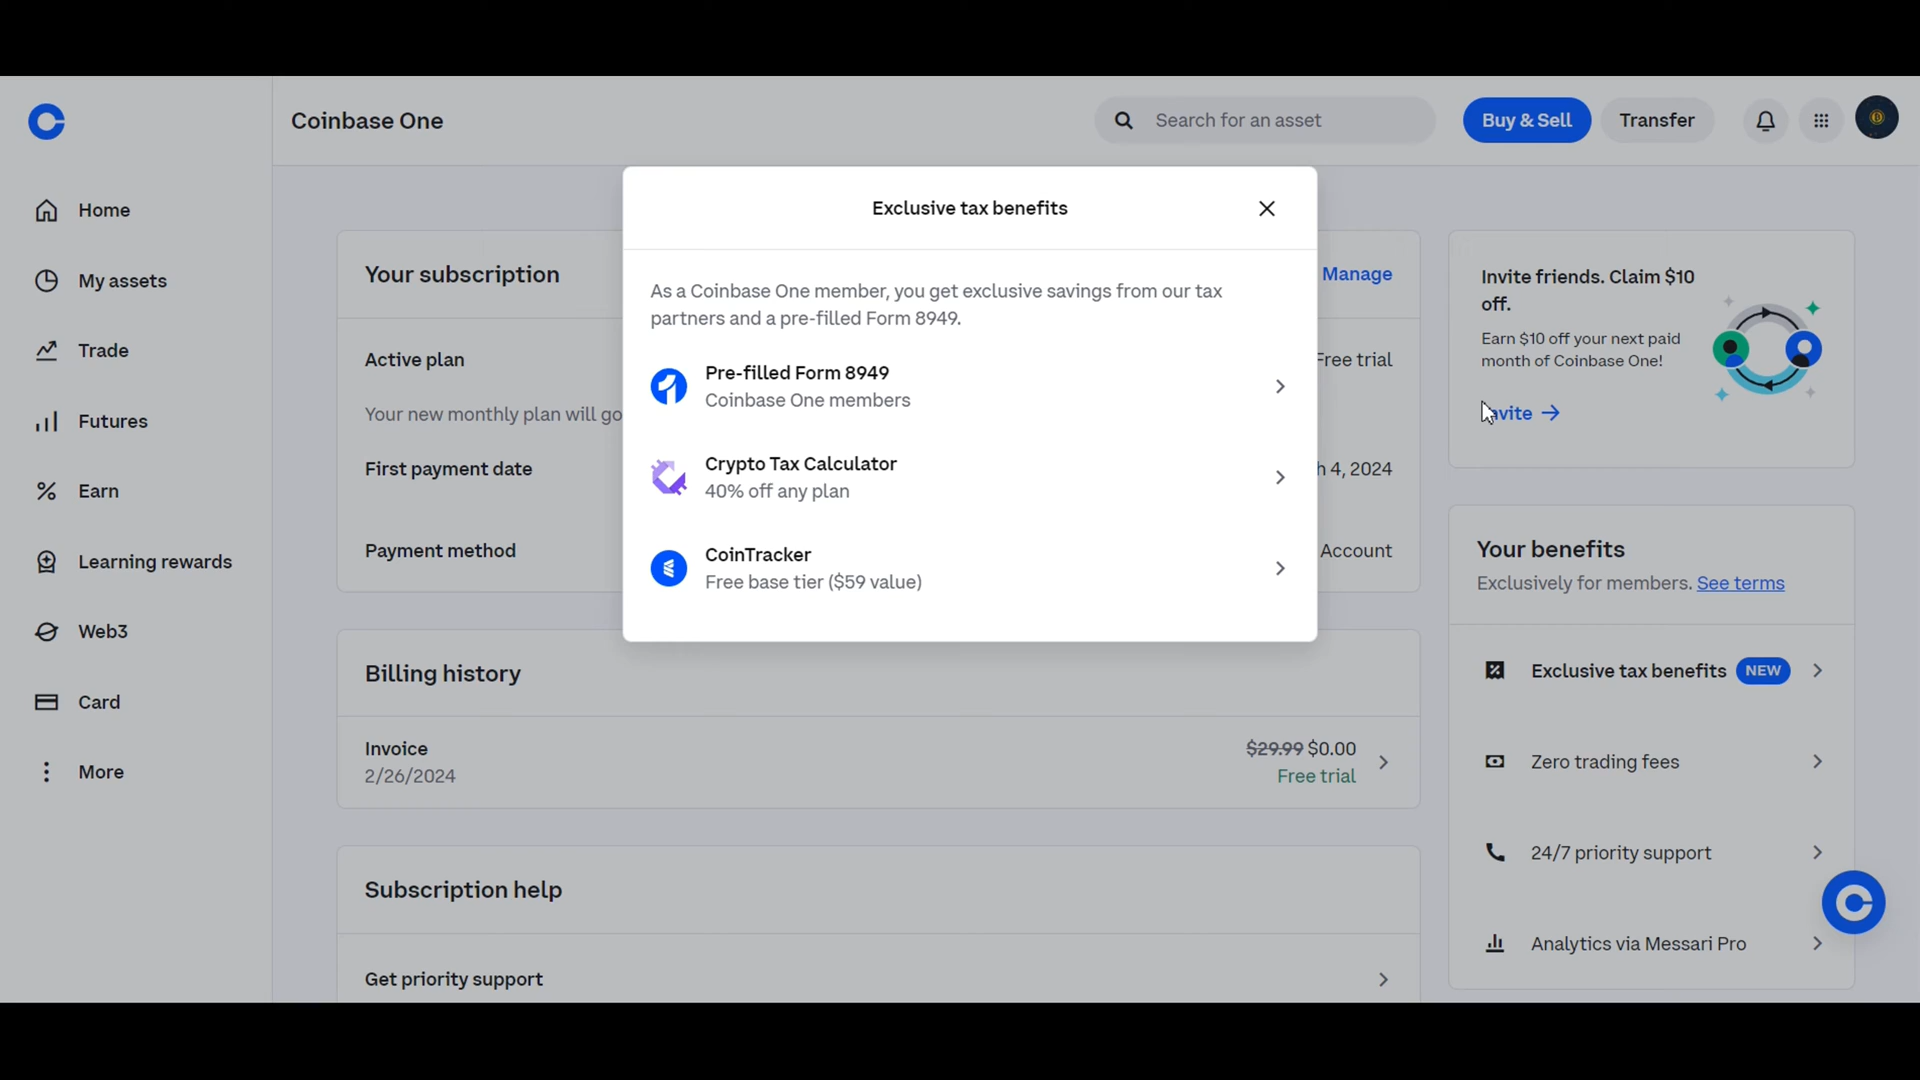 Coinbase One
Search for an asset
Buy & Sell
Transfer
Home
My assets
Trade
Futures
Earn
Learning rewards
Web3
Card
More
Exclusive tax benefits
As a Coinbase One member, you get exclusive savings from our tax
partners and a pre-filled Form 8949.
Pre-filled Form 8949
Coinbase One members
Crypto Tax Calculator
40% off any plan
CoinTracker
Free base tier ($59 value)
Your subscription
Manage
Active plan
Free trial
Your new monthly plan will go
First payment date
4, 2024
Payment method
Account
Billing history
Invoice
$29.99 $0.00
2/26/2024
Free trial
Subscription help
Get priority support
Invite friends. Claim $10
off.
Earn $10 off your next paid
month of Coinbase One!
Invite
Your benefits
Exclusively for members. See terms
Exclusive tax benefits NEW
Zero trading fees
24/7 priority support
Analytics via Messari Pro